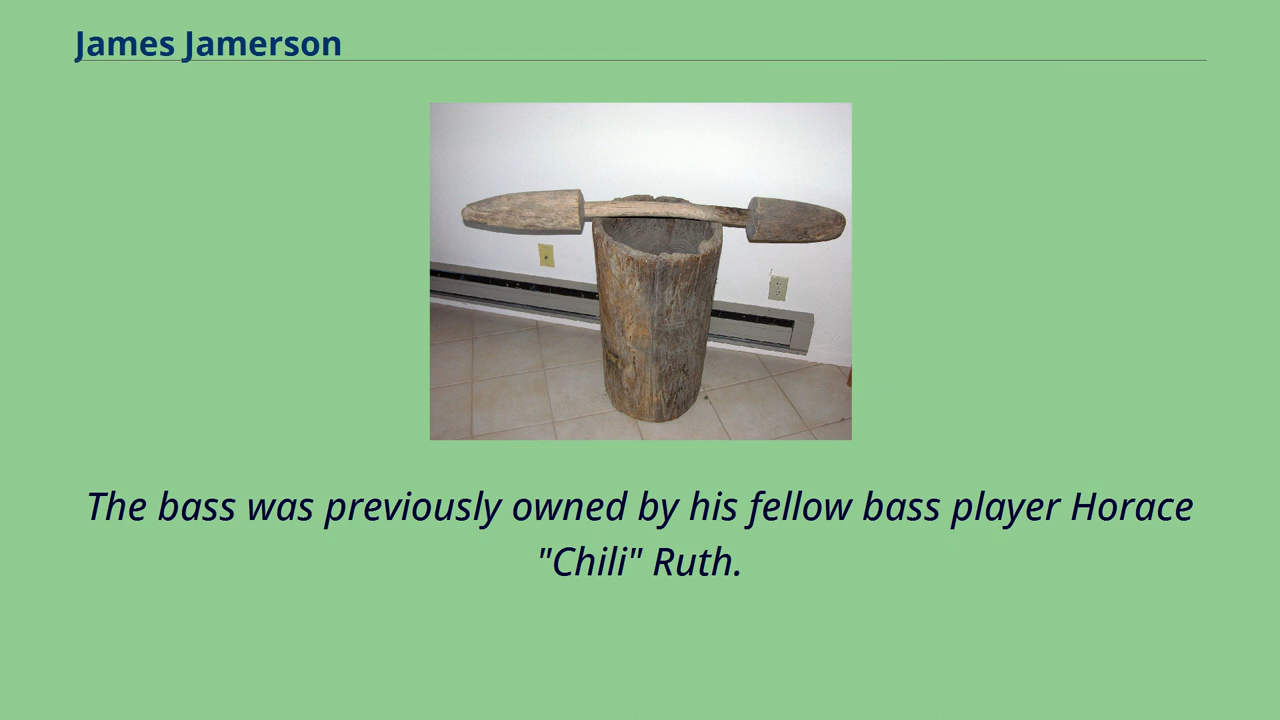 James Jamerson
The bass was previously owned by his fellow bass player Horace
"Chili" Ruth.